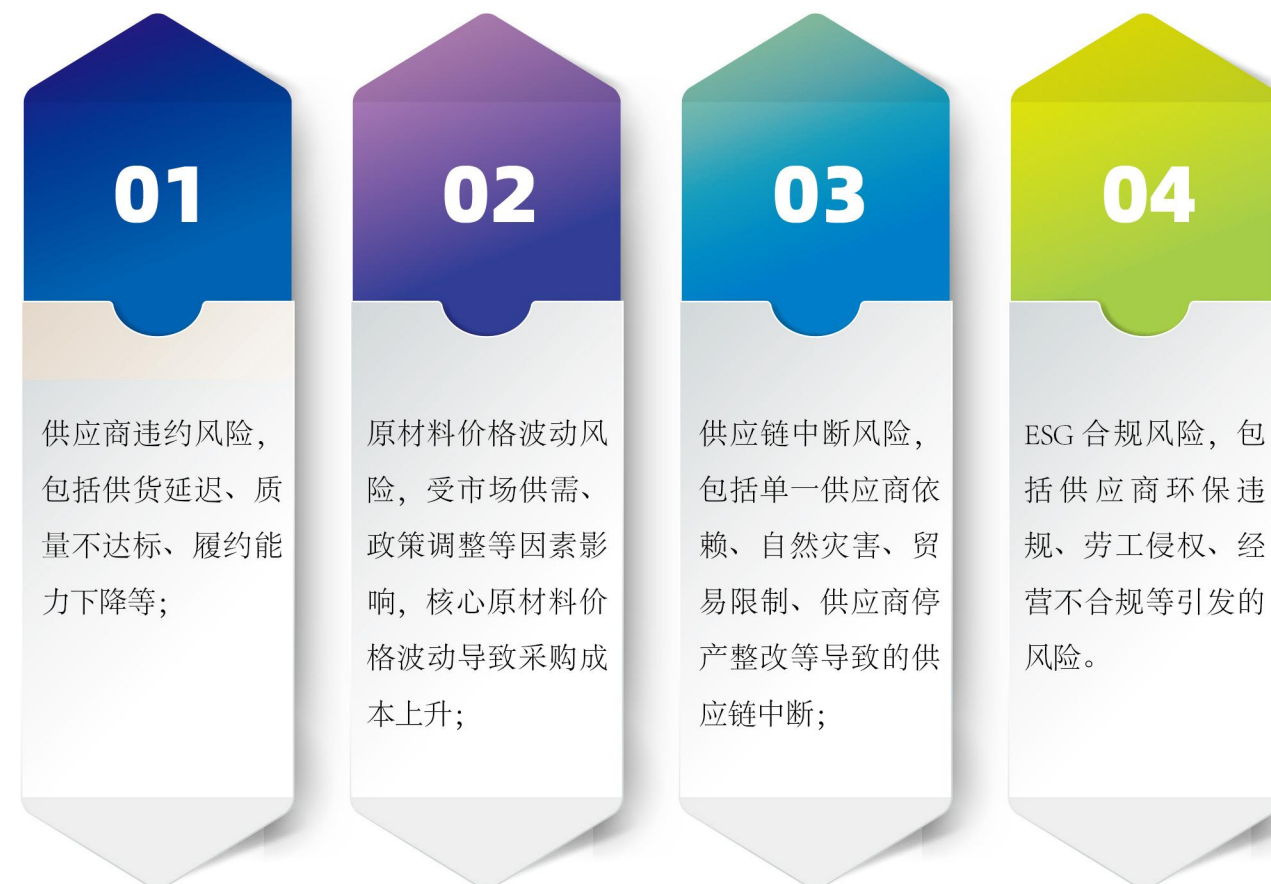 01
供应商违约风险，
包括供货延迟、质
量不达标、履约能
力下降等；
02
原材料价格波动风
险，受市场供需、
政策调整等因素影
响，核心原材料价
格波动导致采购成
本上升；
03
供应链中断风险，
包括单一供应商依
赖、自然灾害、贸
易限制、供应商停
产整改等导致的供
应链中断；
04
ESG 合规风险，包
括供应商环保违
规、劳工侵权、经
营不合规等引发的
风险。